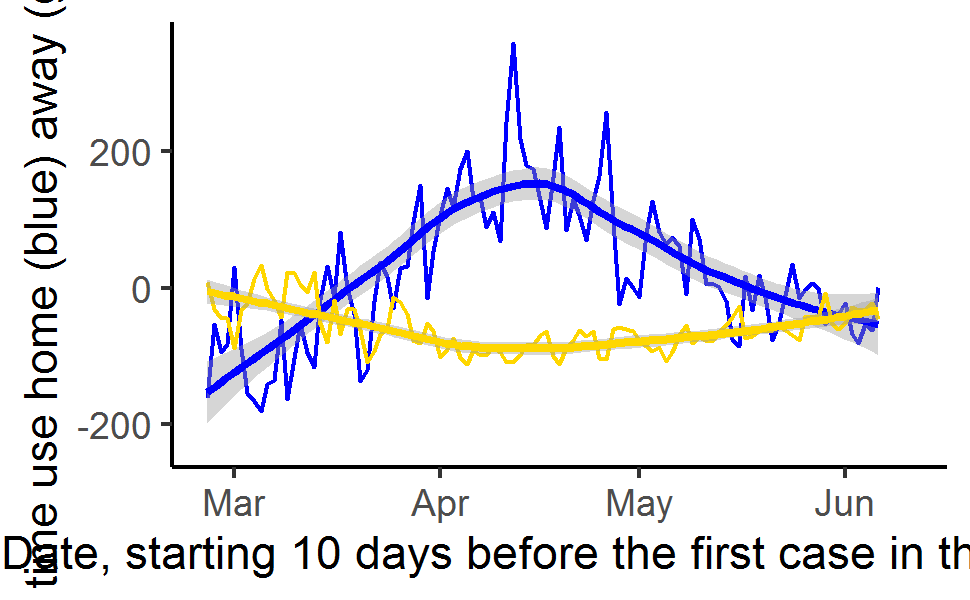 time use home (blue) away (
200
0
-200
Mar Apr May Jun
Date, starting 10 days before the first case in th